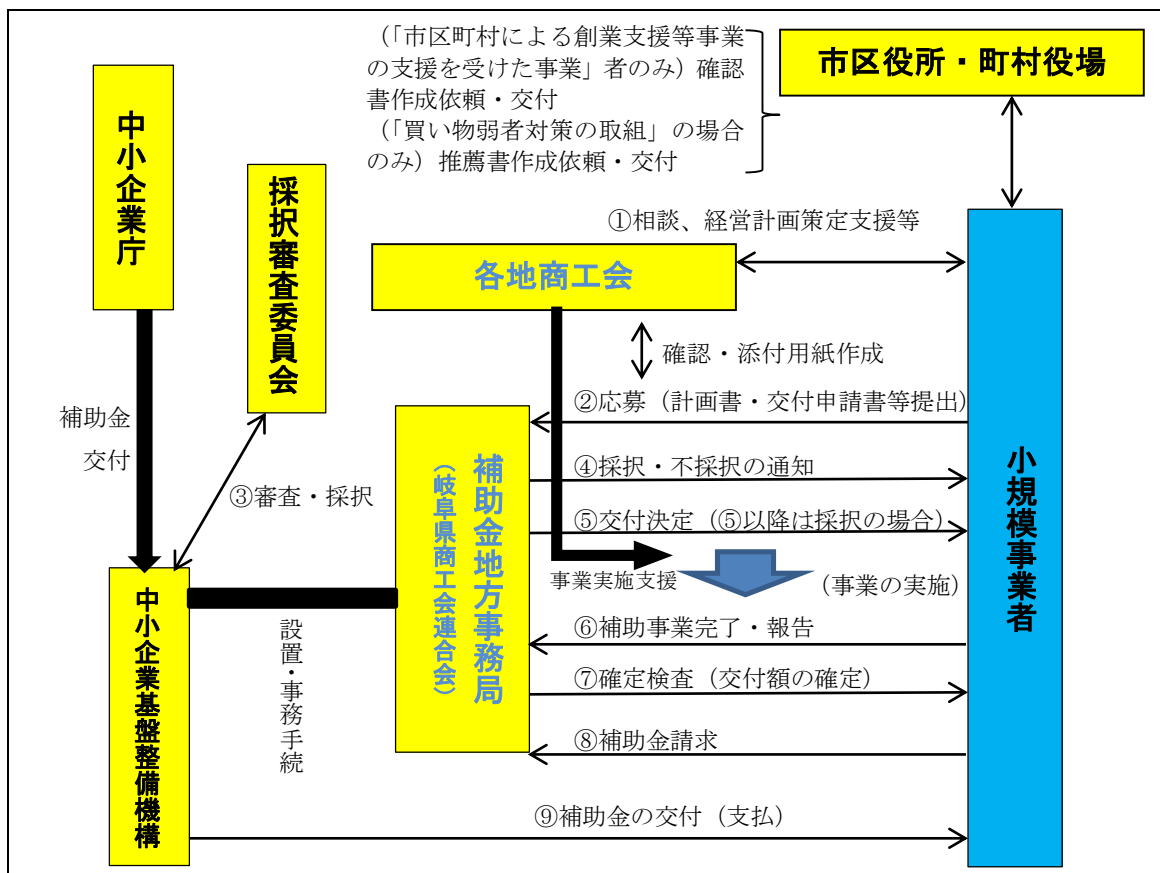 （「市区町村による創業支援等事業
の支援を受けた事業」者のみ）確認
書作成依頼・交付
（「買い物弱者対策の取組」の場合
のみ）推薦書作成依頼・交付
市区役所・町村役場
中小企業庁
採択審査委員会
①相談、経営計画策定支援等
各地商工会
確認・添付用紙作成
②応募（計画書・交付申請書等提出）
補助金
交付
③審査・採択
補助金地方事務局
（岐阜県商工会連合会）
④採択・不採択の通知
⑤交付決定（⑤以降は採択の場合）
事業実施支援
（事業の実施）
小規模事業者
中小企業基盤整備機構
設置・事務手続
⑥補助事業完了・報告
⑦確定検査（交付額の確定）
⑧補助金請求
⑨補助金の交付（支払）